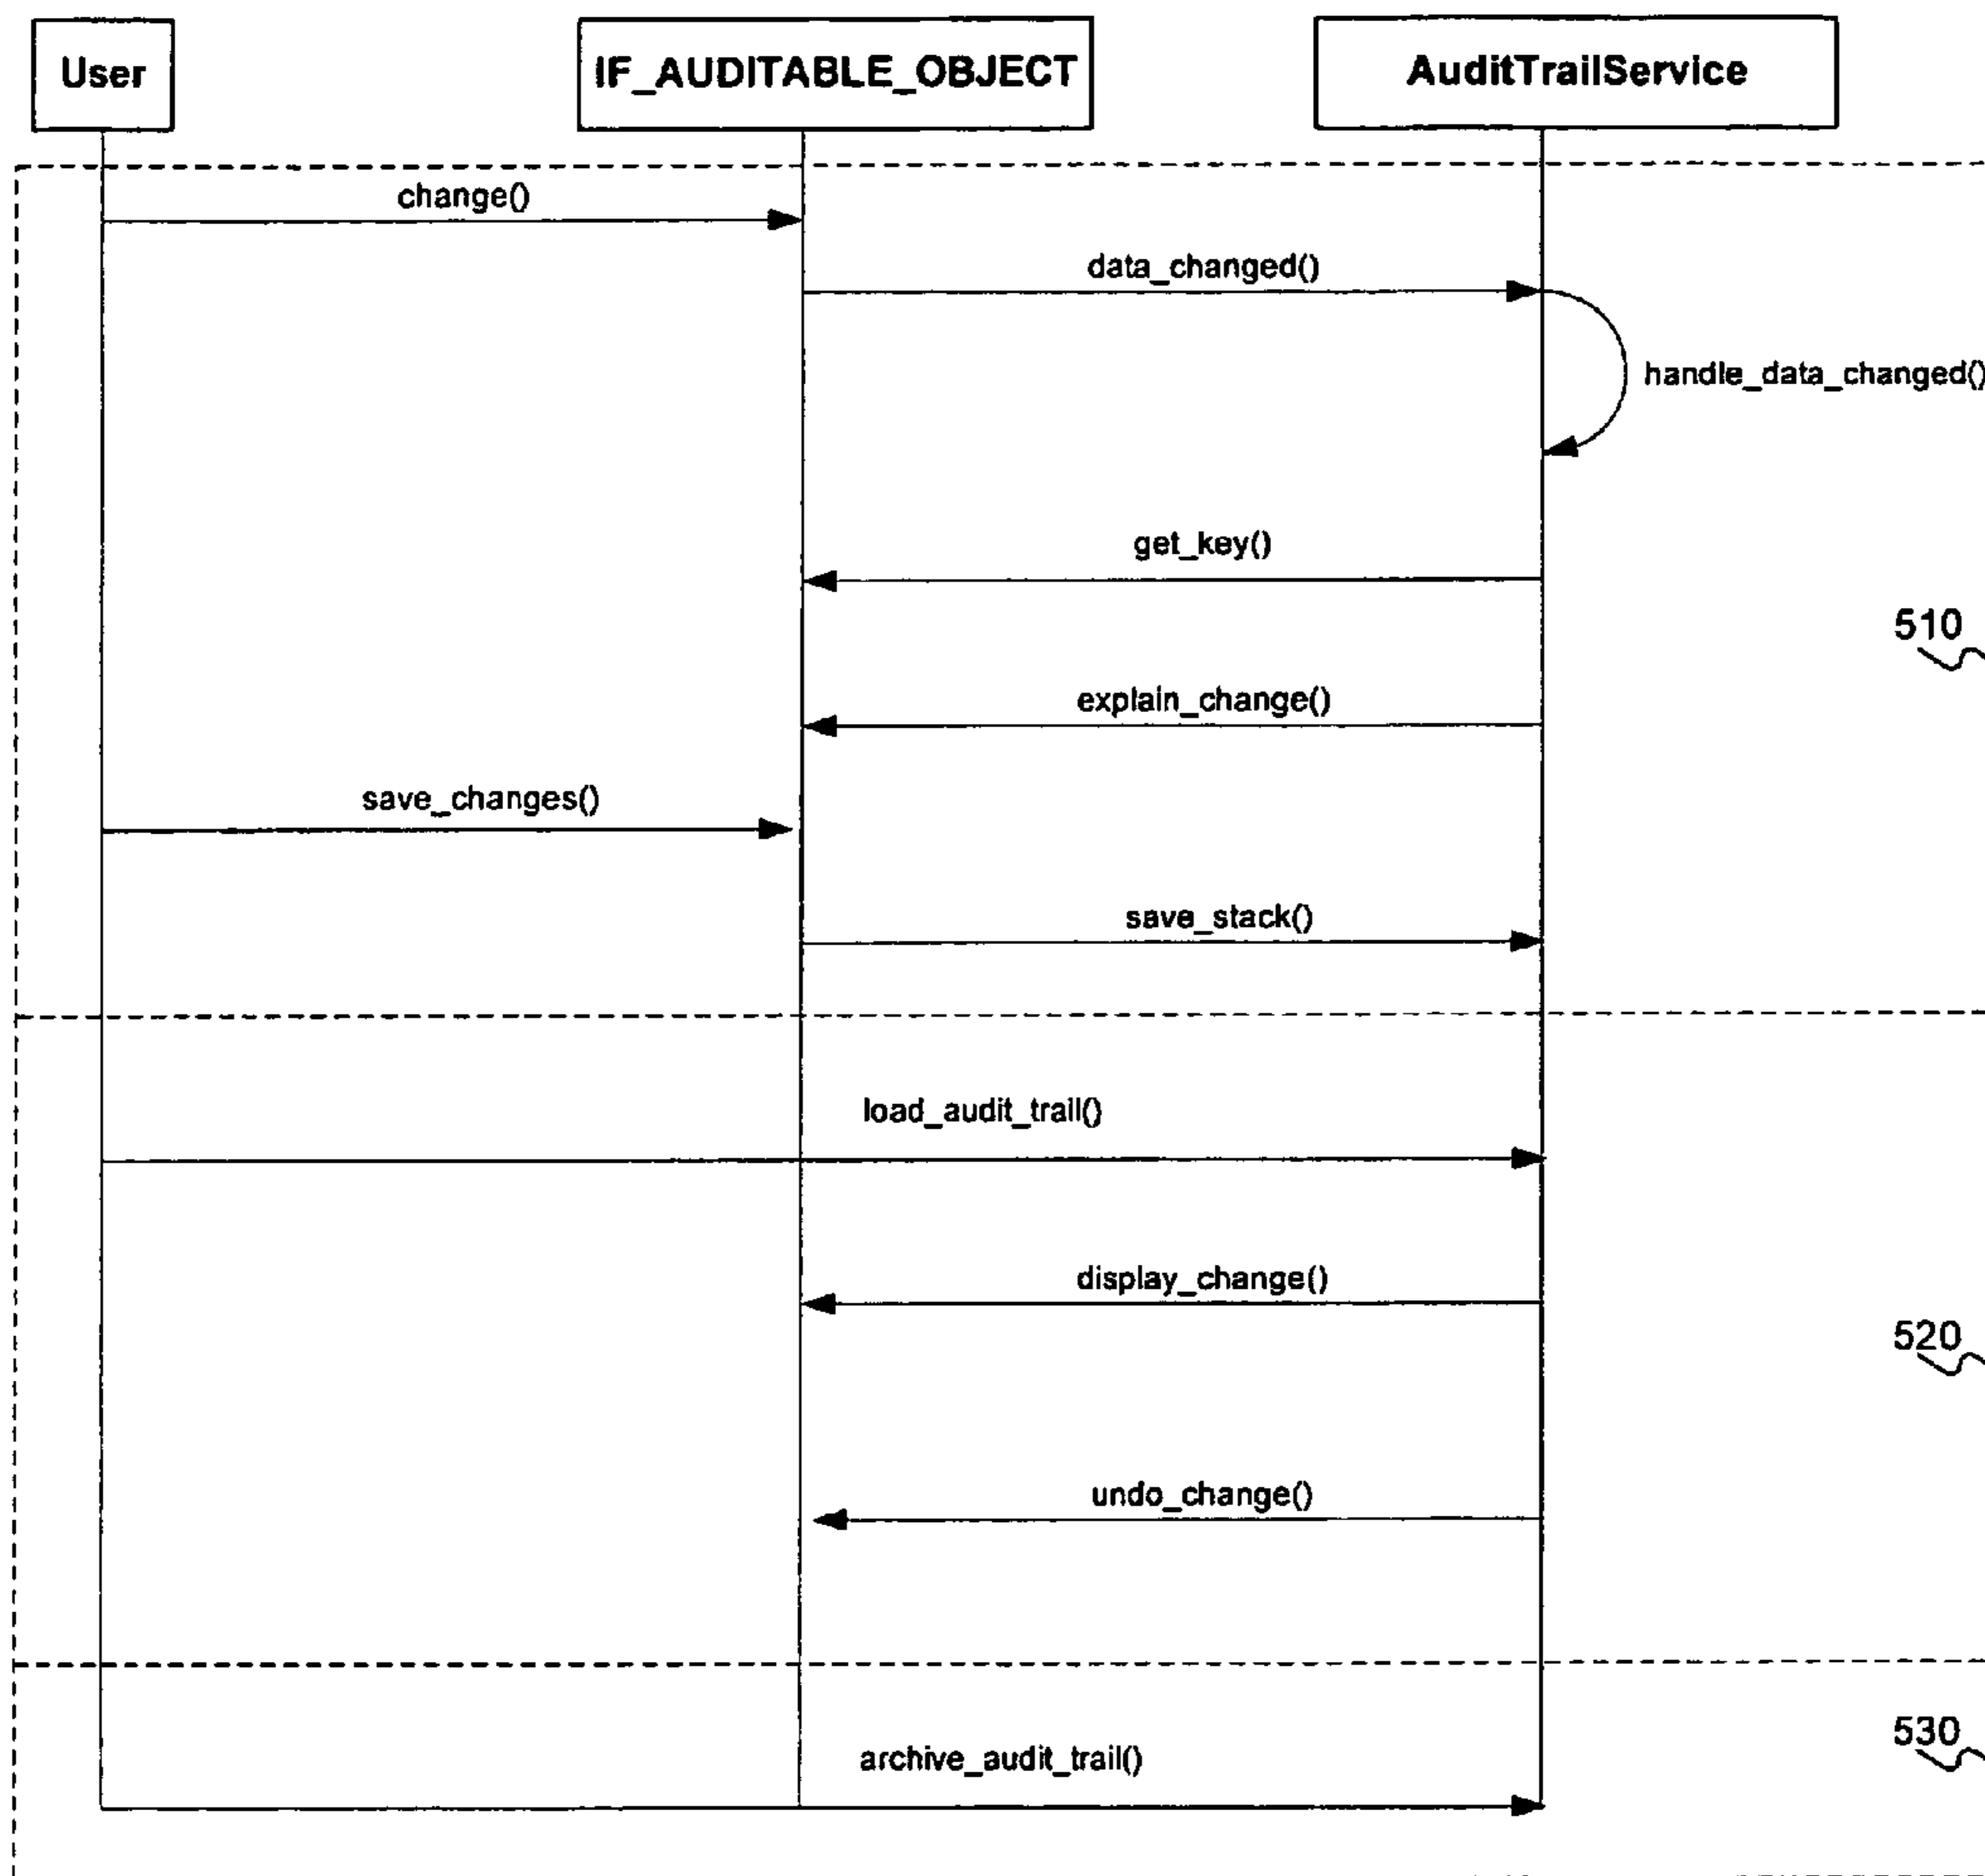 User
IF_AUDITABLE_OBJECT
AuditTrailService
change()
data_changed()
handle_data_changed()
get_key()
510
explain_change()
save_changes()
save_stack()
load_audit_trail()
display_change()
520
undo_change()
530
archive_audit_trail()